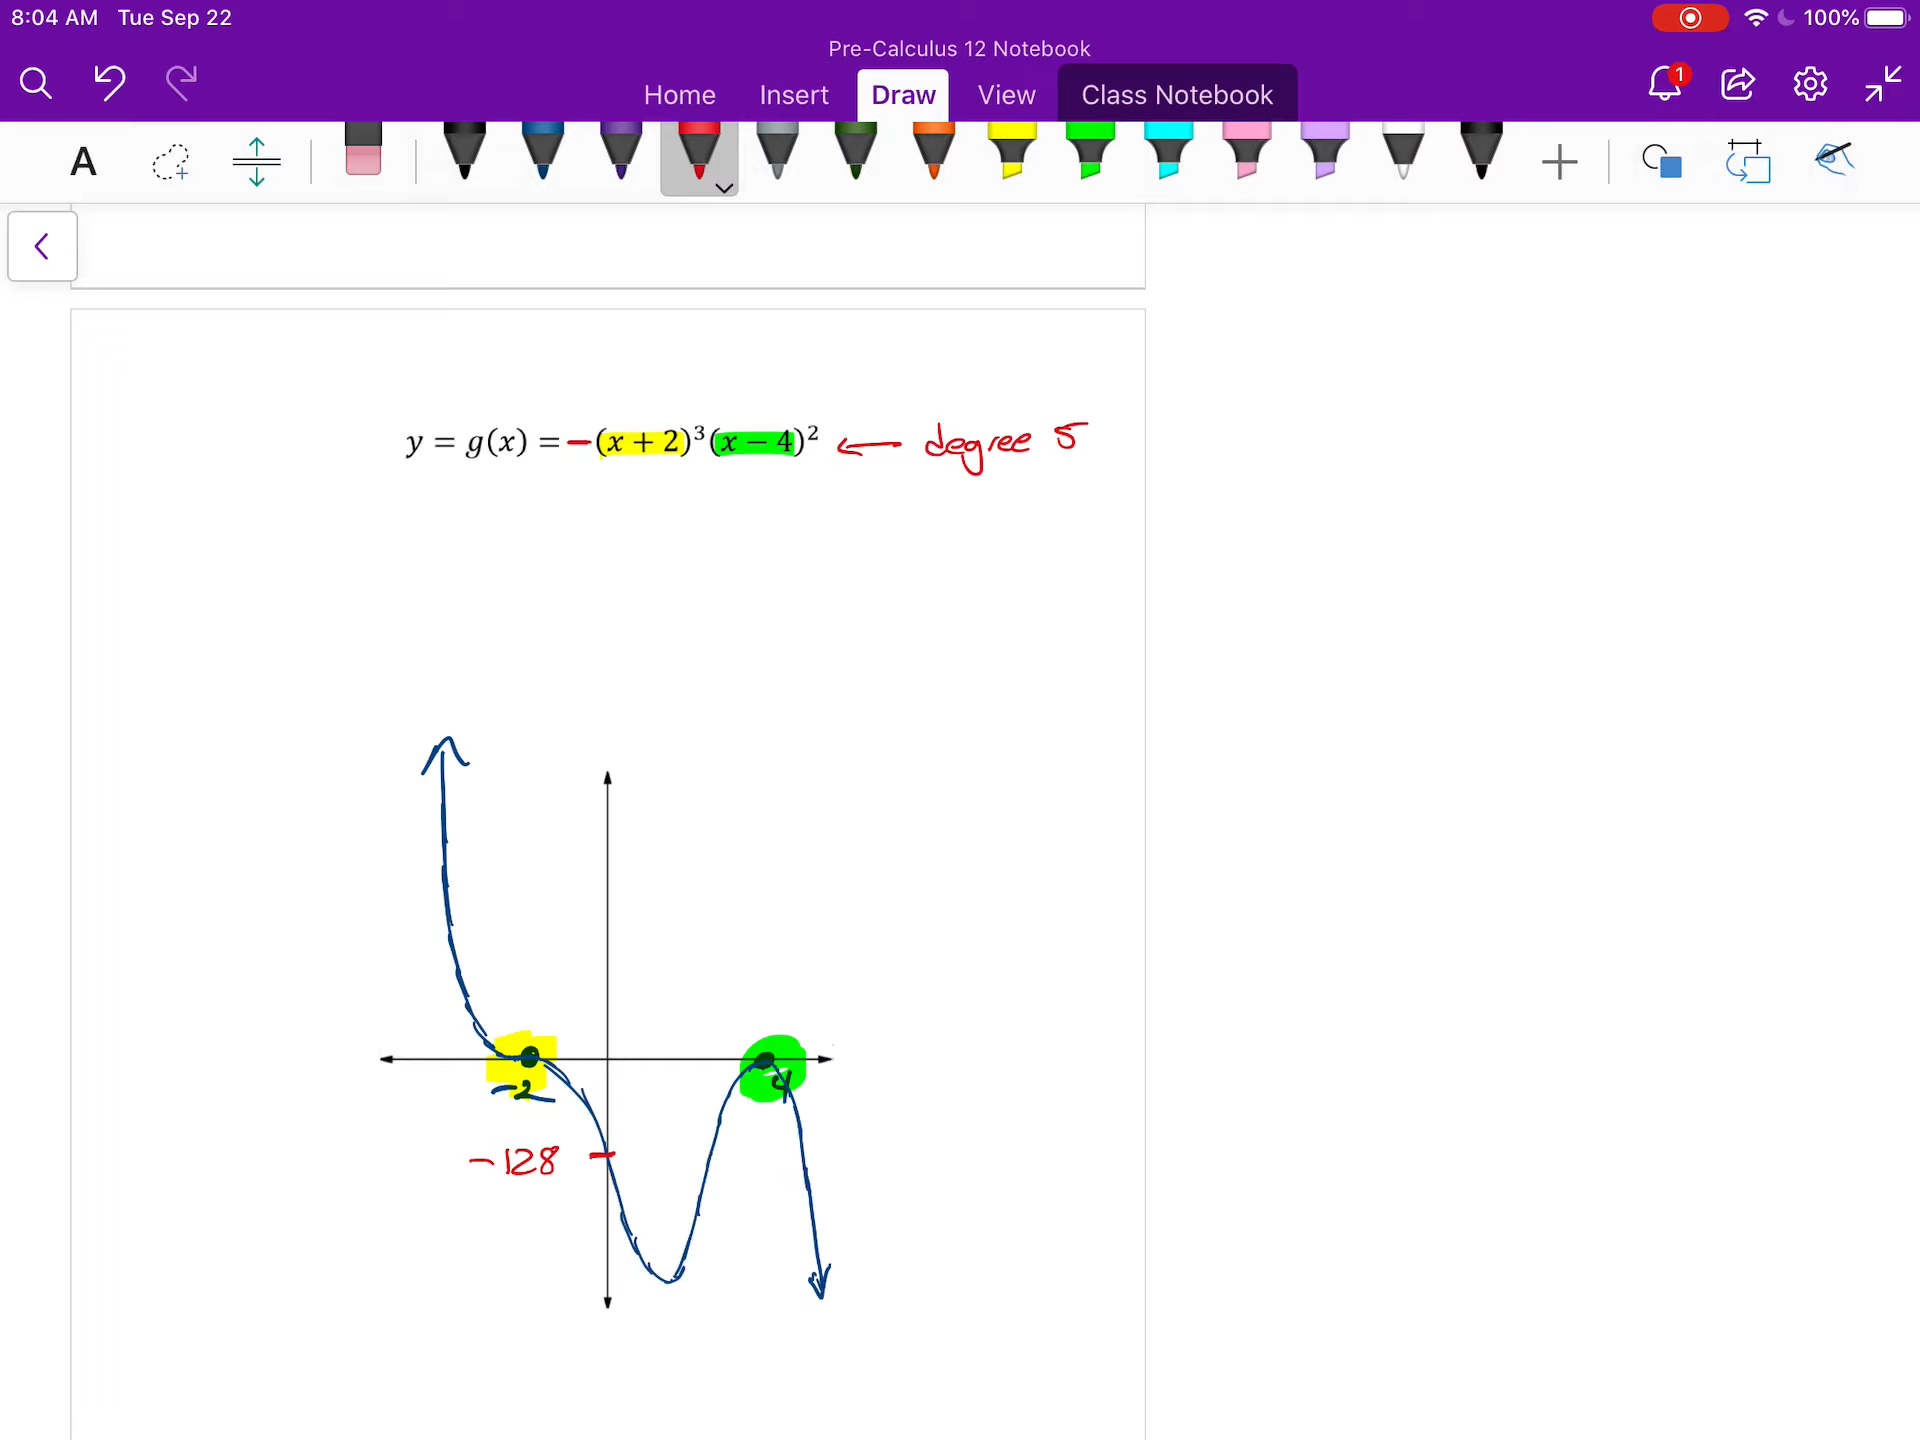 8:04 AM Tue Sep 22
100%
Pre-Calculus 12 Notebook
Home Insert Draw View Class Notebook
1
A
y = g(x) = −(x + 2)³(x − 4)² ← degree 5
-2
4
-128